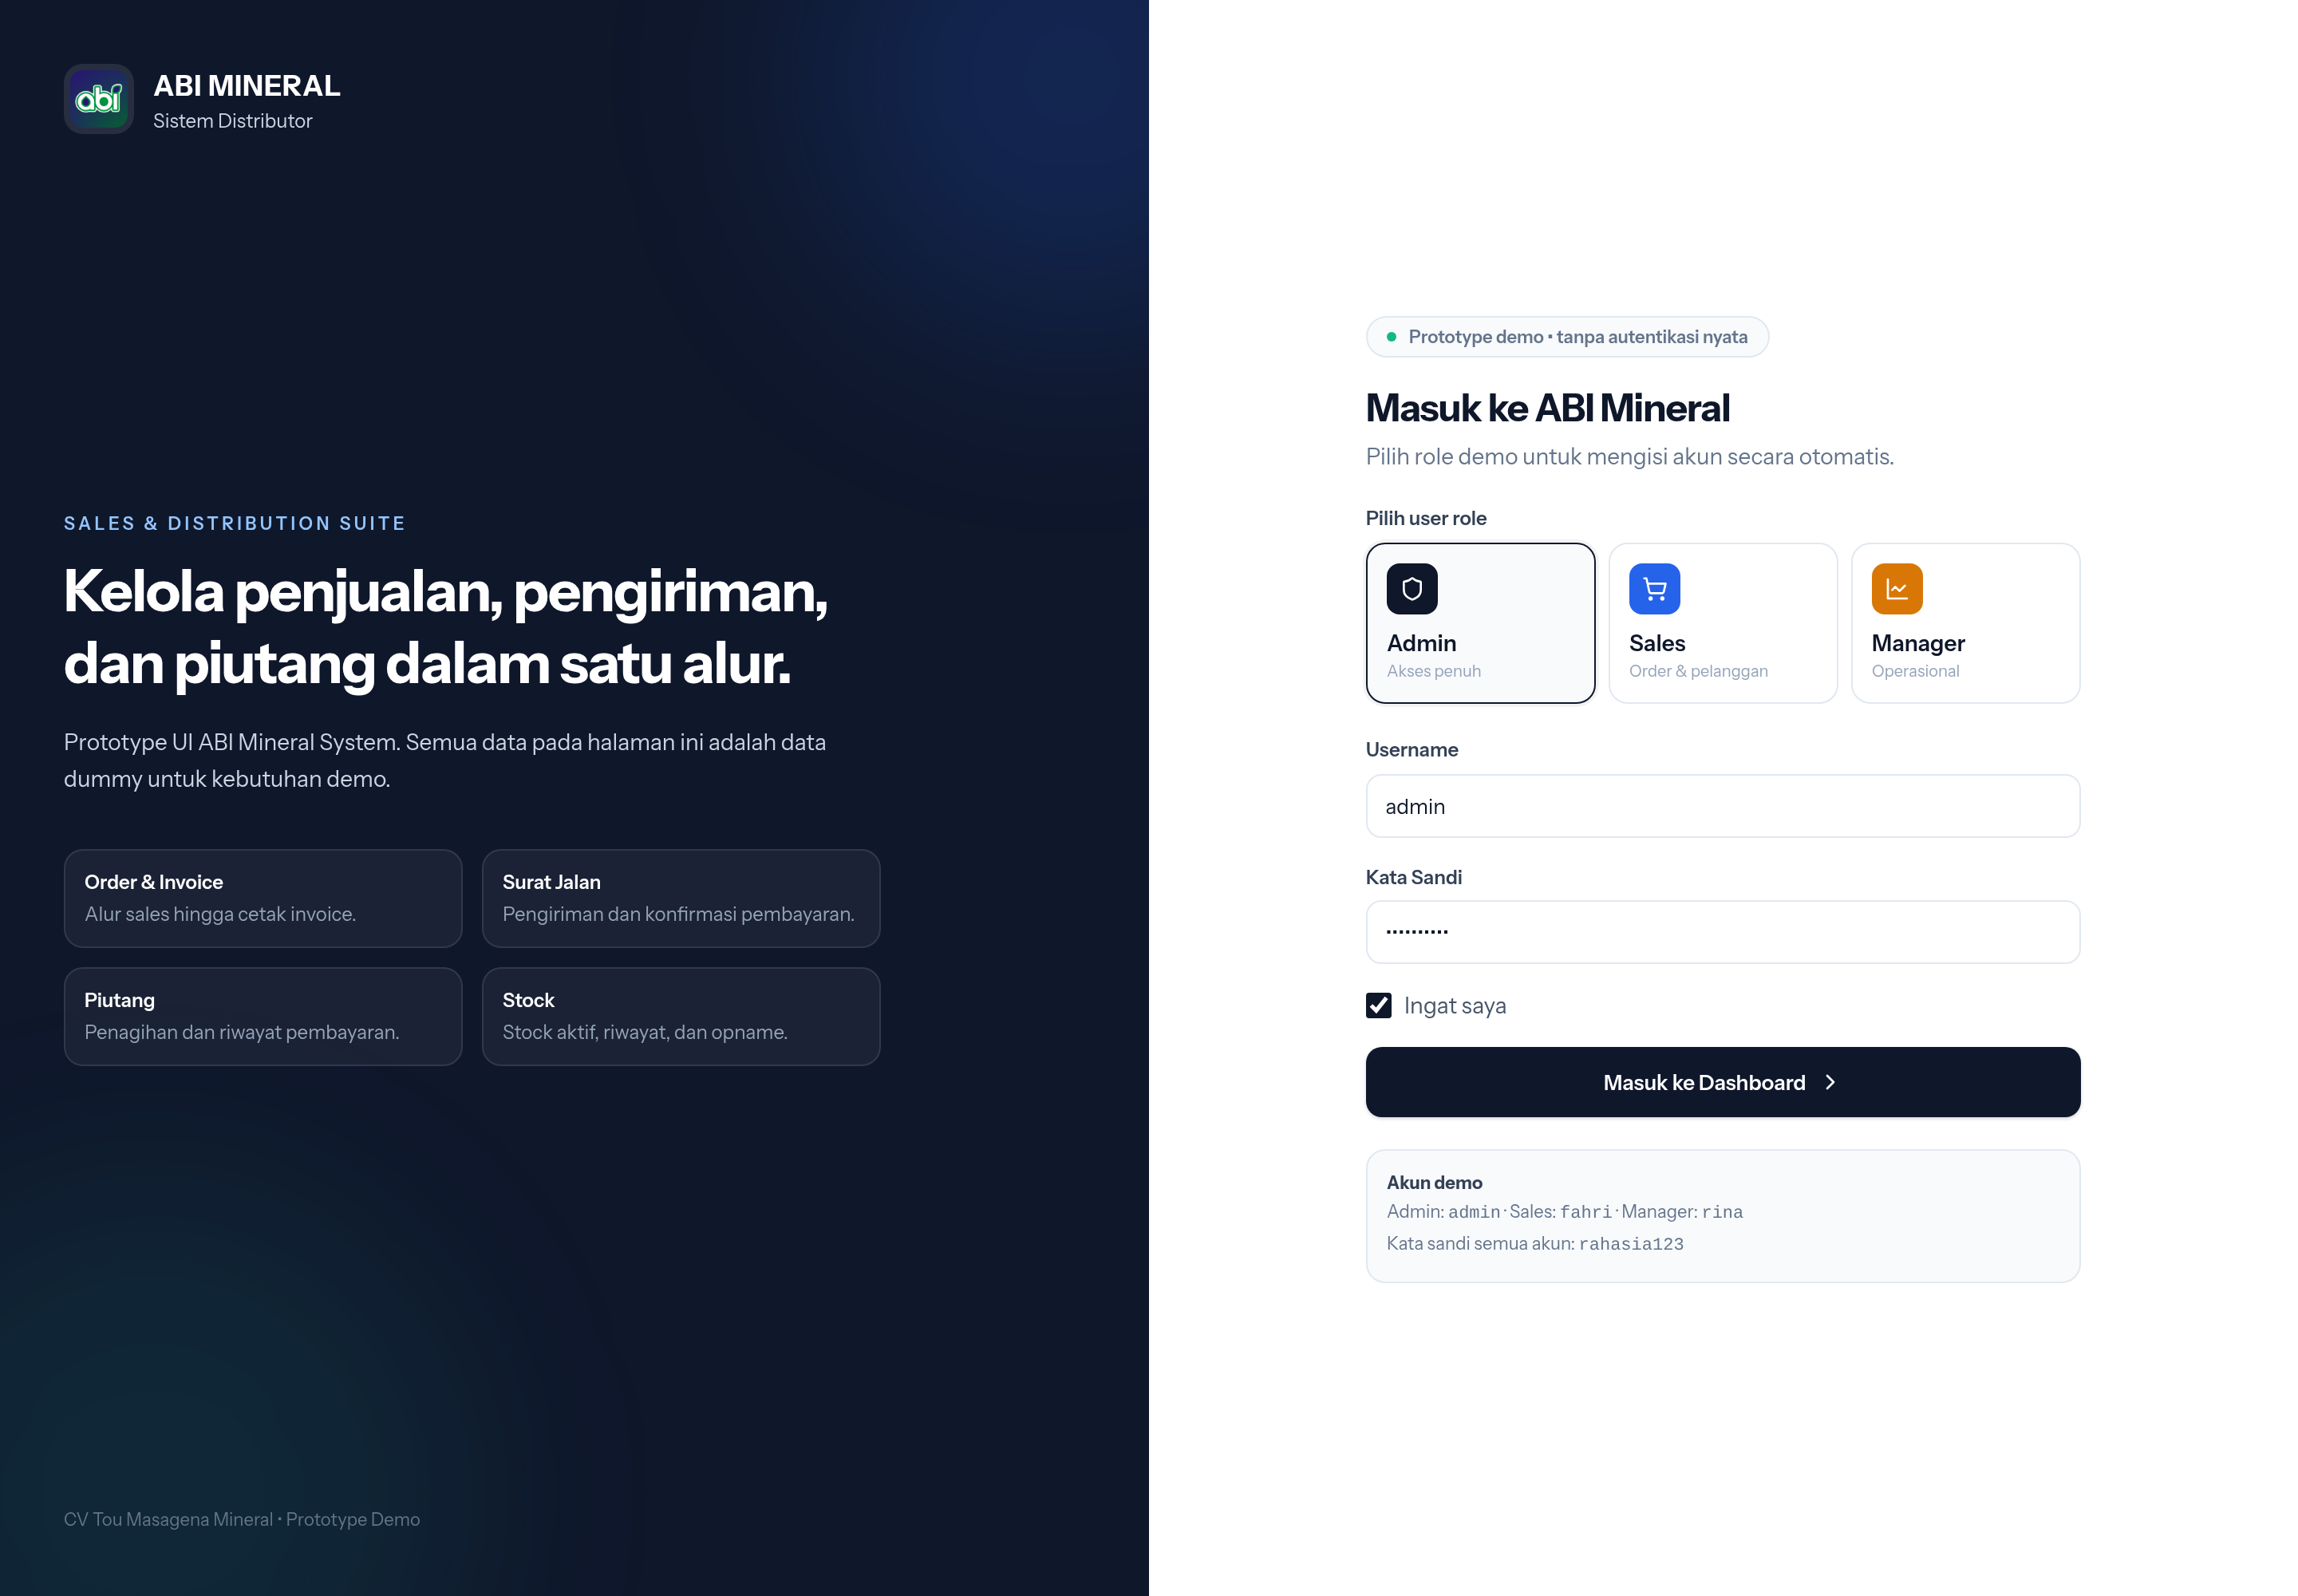 abi
ABI MINERAL
Sistem Distributor
SALES & DISTRIBUTION SUITE
Kelola penjualan, pengiriman,
dan piutang dalam satu alur.
Prototype UI ABI Mineral System. Semua data pada halaman ini adalah data
dummy untuk kebutuhan demo.
Order & Invoice
Alur sales hingga cetak invoice.
Surat Jalan
Pengiriman dan konfirmasi pembayaran.
Piutang
Penagihan dan riwayat pembayaran.
Stock
Stock aktif, riwayat, dan opname.
CV Tou Masagena Mineral • Prototype Demo
Prototype demo • tanpa autentikasi nyata
Masuk ke ABI Mineral
Pilih role demo untuk mengisi akun secara otomatis.
Pilih user role
Admin
Akses penuh
Sales
Order & pelanggan
Manager
Operasional
Username
admin
Kata Sandi
••••••••••
Ingat saya
Masuk ke Dashboard
Akun demo
Admin: admin · Sales: fahri · Manager: rina
Kata sandi semua akun: rahasia123